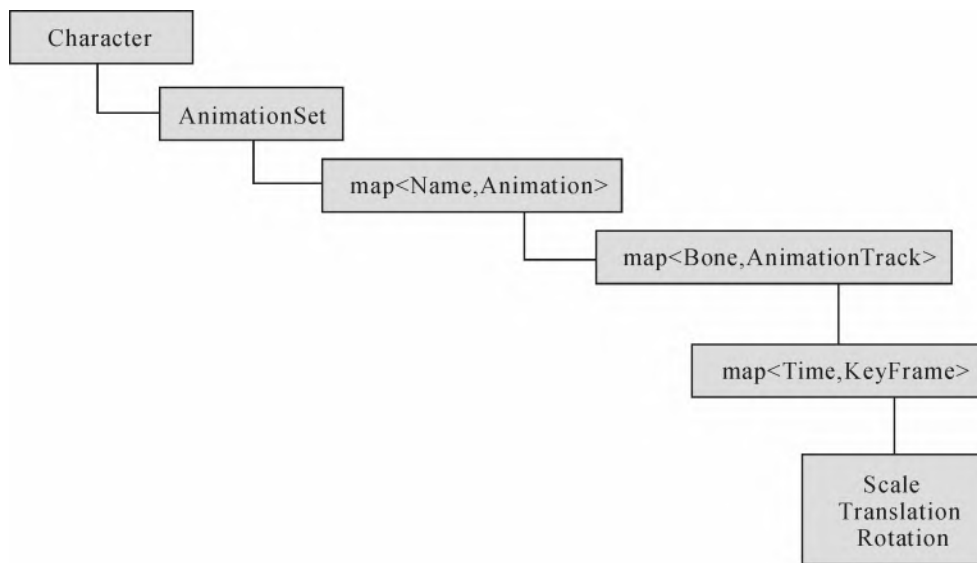 Character
AnimationSet
map<Name,Animation>
map<Bone,AnimationTrack>
map<Time,KeyFrame>
Scale
Translation
Rotation